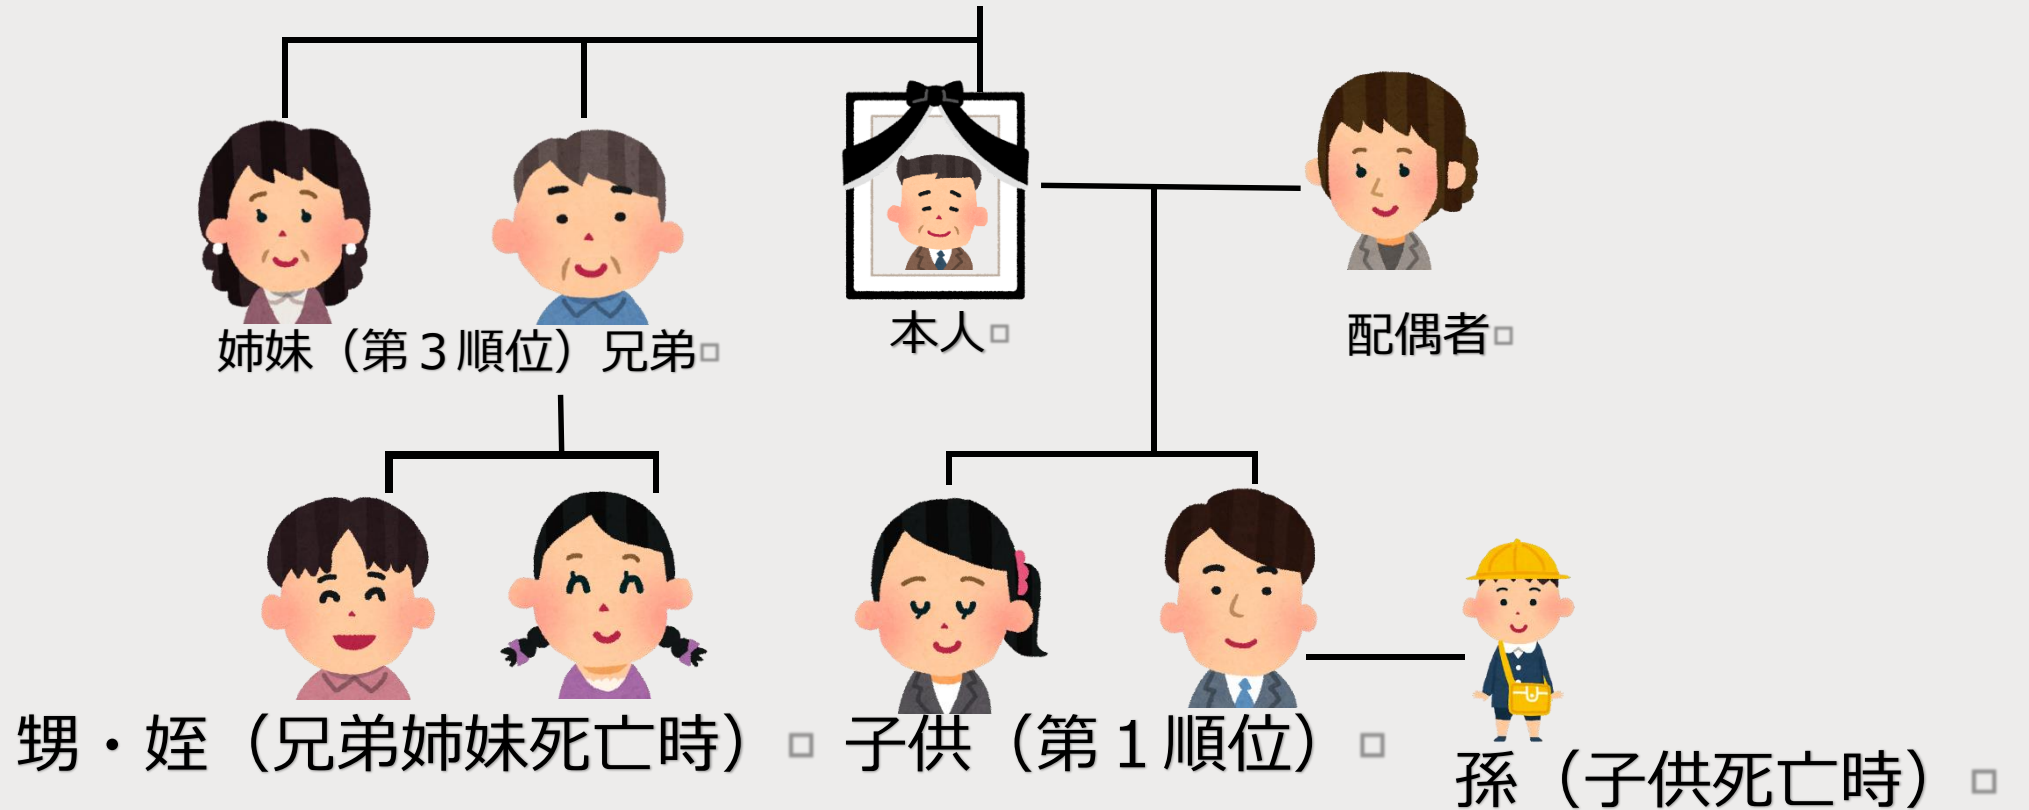 姉妹（第３順位）兄弟
本人
配偶者
甥・姪（兄弟姉妹死亡時）
子供（第１順位）
孫（子供死亡時）